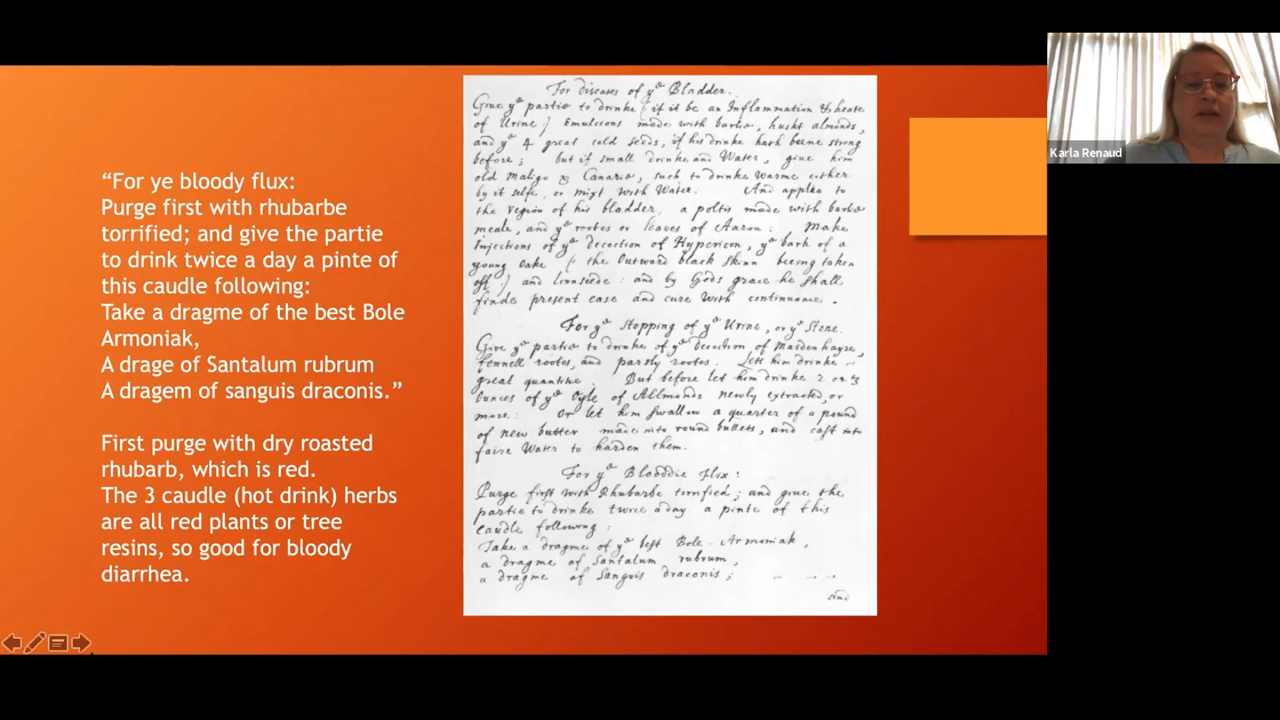 “For ye bloody flux:
Purge first with rhubarbe
torrified; and give the partie
to drink twice a day a pinte of
this caudle following:
Take a dragme of the best Bole
Armoniak,
A drage of Santalum rubrum
A dragem of sanguis draconis.”
First purge with dry roasted
rhubarb, which is red.
The 3 caudle (hot drink) herbs
are all red plants or tree
resins, so good for bloody
diarrhea.
For diseases of yᵉ Bladder.
Give yᵉ partie to drinke (if it be an Inflammation & heate
of Urine) Emulsions made with barlie, huskt almonds,
and yᵉ 4 great cold seeds, if his drinke hath beene strong
before; but if small drinke and Water, give him
old Maligo or Canarie, such to drinke warme either
by it selfe, or mixt with Water: And applie to
the region of his bladder, a poltis made with barlie
meale, and yᵉ rootes or leaves of Aaron: Make
Injections of yᵉ decoction of Hypericon, yᵉ bark of a
young Oake (the Outward black skinn beeing taken
off:) and linnseede: and by Gods grace he shall
finde present ease and cure with continuance.
For yᵉ Stopping of yᵉ Urine, or yᵉ Stone.
Give yᵉ partie to drinke of yᵉ decoction of Maidenhayre,
fennell rootes, and parsly rootes. Lett him drinke
great quantitie. But before let him drinke 2 or 3
Ounces of yᵉ Oyle of Allmonds newly extracted, or
more: Or let him swallow a quarter of a pound
of new butter made into round bullets, and cast into
faire Water to harden them.
For yᵉ Blooddie flix:
Purge first with Rhubarbe torrified; and give the
partie to drinke twice a day a pinte of this
caudle following:
Take a dragme of yᵉ best Bole-Armoniak,
a dragme of Santalum rubrum,
a dragme of Sanguis draconis;
and
Karla Renaud